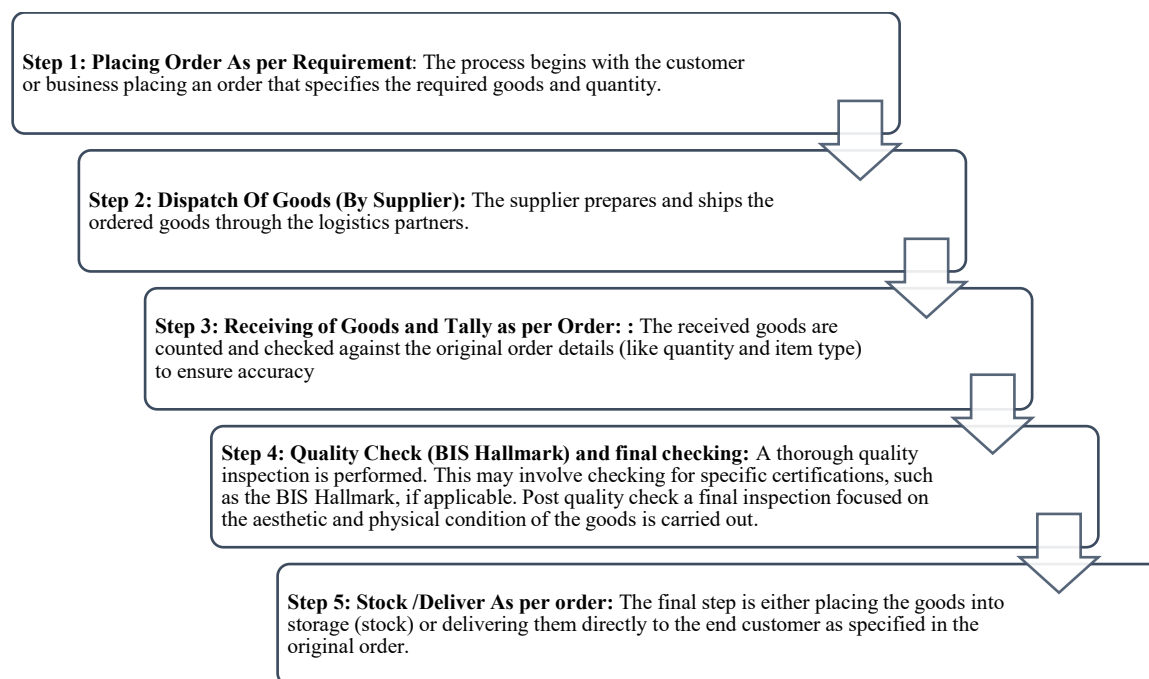 Step 1: Placing Order As per Requirement: The process begins with the customer
or business placing an order that specifies the required goods and quantity.
Step 2: Dispatch Of Goods (By Supplier): The supplier prepares and ships the
ordered goods through the logistics partners.
Step 3: Receiving of Goods and Tally as per Order: : The received goods are
counted and checked against the original order details (like quantity and item type)
to ensure accuracy
Step 4: Quality Check (BIS Hallmark) and final checking: A thorough quality
inspection is performed. This may involve checking for specific certifications, such
as the BIS Hallmark, if applicable. Post quality check a final inspection focused on
the aesthetic and physical condition of the goods is carried out.
Step 5: Stock /Deliver As per order: The final step is either placing the goods into
storage (stock) or delivering them directly to the end customer as specified in the
original order.